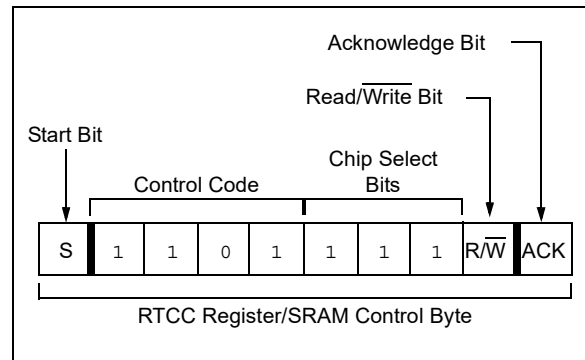 Acknowledge Bit
Read/Write Bit
Start Bit
Chip Select
Bits
Control Code
S 1 1 0 1 1 1 1 R/W ACK
RTCC Register/SRAM Control Byte